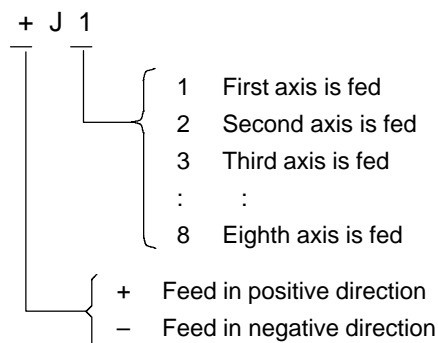 + J 1
1 First axis is fed
2 Second axis is fed
3 Third axis is fed
: :
8 Eighth axis is fed
+ Feed in positive direction
– Feed in negative direction